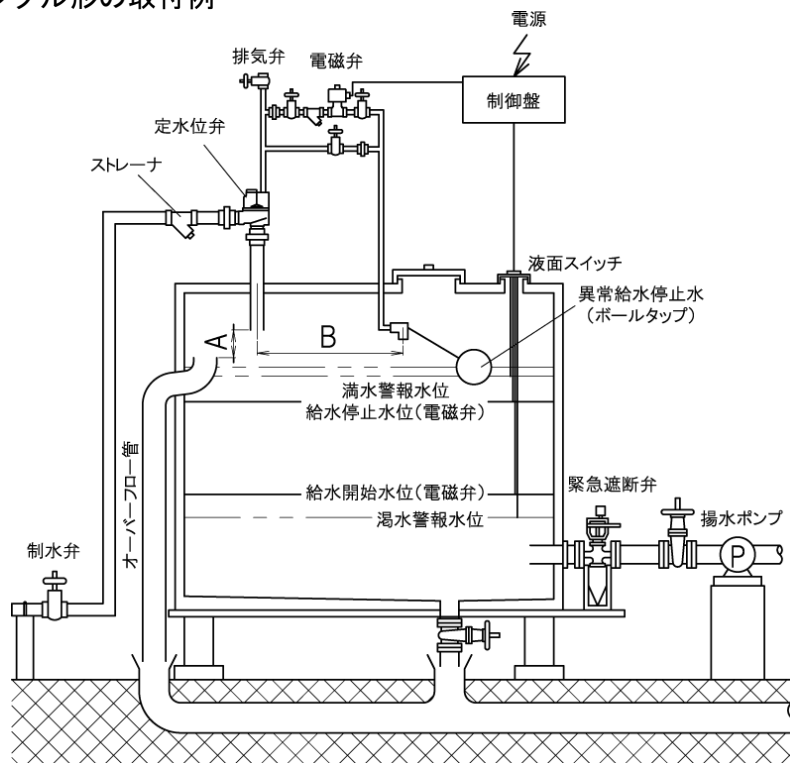 電源
排気弁
電磁弁
制御盤
定水位弁
ストレーナ
液面スイッチ
異常給水停止水
（ボールタップ）
A
B
満水警報水位
給水停止水位(電磁弁)
オーバーフロー管
給水開始水位(電磁弁)
渇水警報水位
緊急遮断弁
揚水ポンプ
制水弁
P